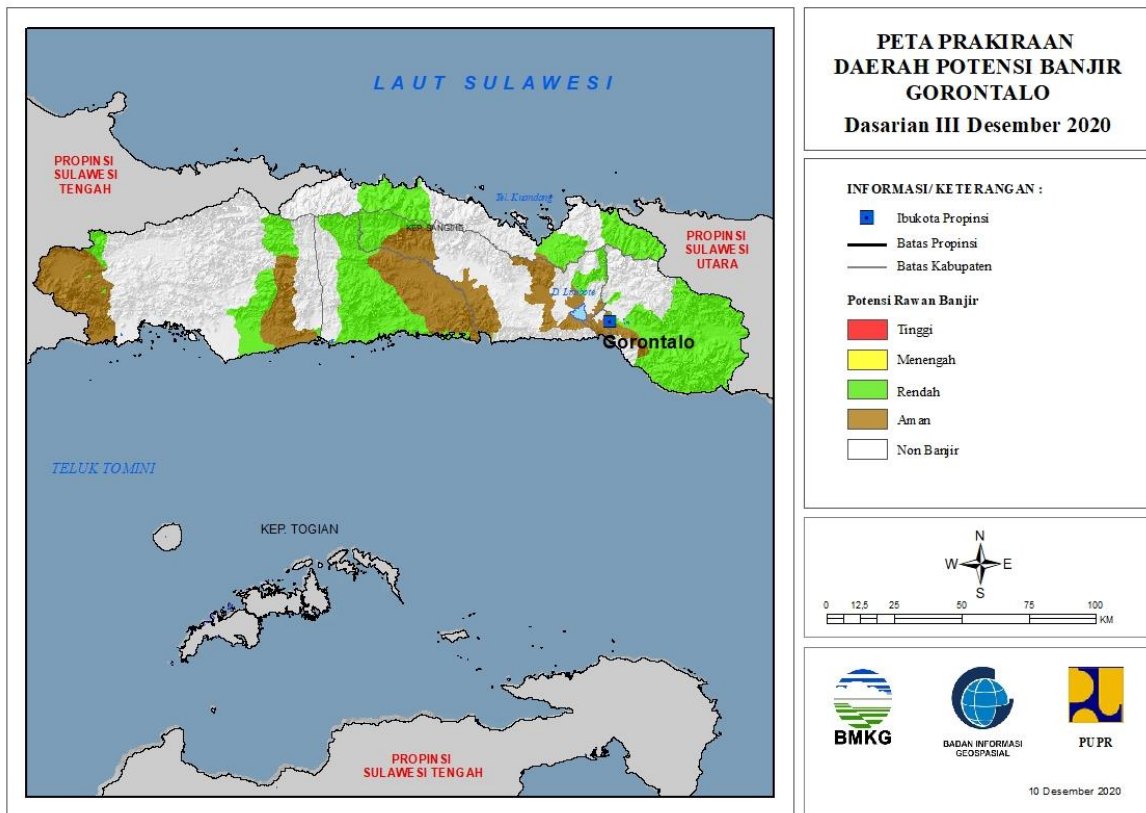 PETA PRAKIRAAN
DAERAH POTENSI BANJIR
GORONTALO
Dasarian III Desember 2020
LAUT SULAWESI
PROPINSI
SULAWESI
TENGAH
Tel. Kuandang
PROPINSI
SULAWESI
UTARA
D. Limboto
Gorontalo
TELUK TOMINI
KEP. TOGIAN
PROPINSI
SULAWESI TENGAH
INFORMASI/ KETERANGAN :
Ibukota Propinsi
Batas Propinsi
Batas Kabupaten
Potensi Rawan Banjir
Tinggi
Menengah
Rendah
Aman
Non Banjir
N
W E
S
0 12,5 25 50 75 100
KM
BMKG
BADAN INFORMASI
GEOSPASIAL
PUPR
10 Desember 2020